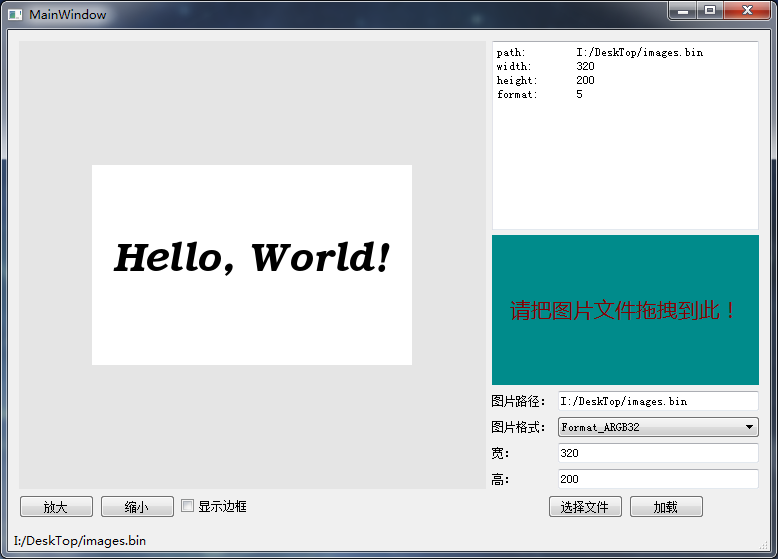 MainWindow
Hello, World!
path: I:/DeskTop/images.bin
width: 320
height: 200
format: 5
请把图片文件拖拽到此！
图片路径： I:/DeskTop/images.bin
图片格式： Format_ARGB32
宽： 320
高： 200
放大 缩小 显示边框 选择文件 加载
I:/DeskTop/images.bin